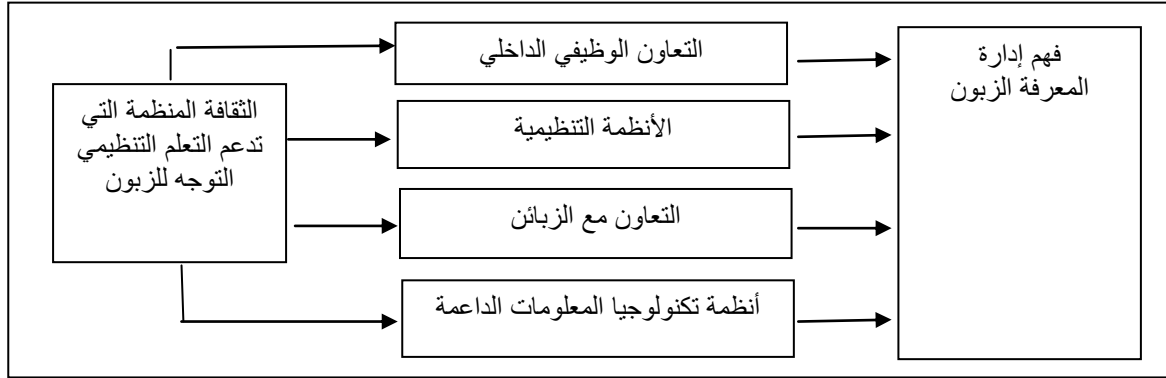 الثقافة المنظمة التي
تدعم التعلم التنظيمي
التوجه للزبون
التعاون الوظيفي الداخلي
الأنظمة التنظيمية
التعاون مع الزبائن
أنظمة تكنولوجيا المعلومات الداعمة
فهم إدارة
المعرفة الزبون